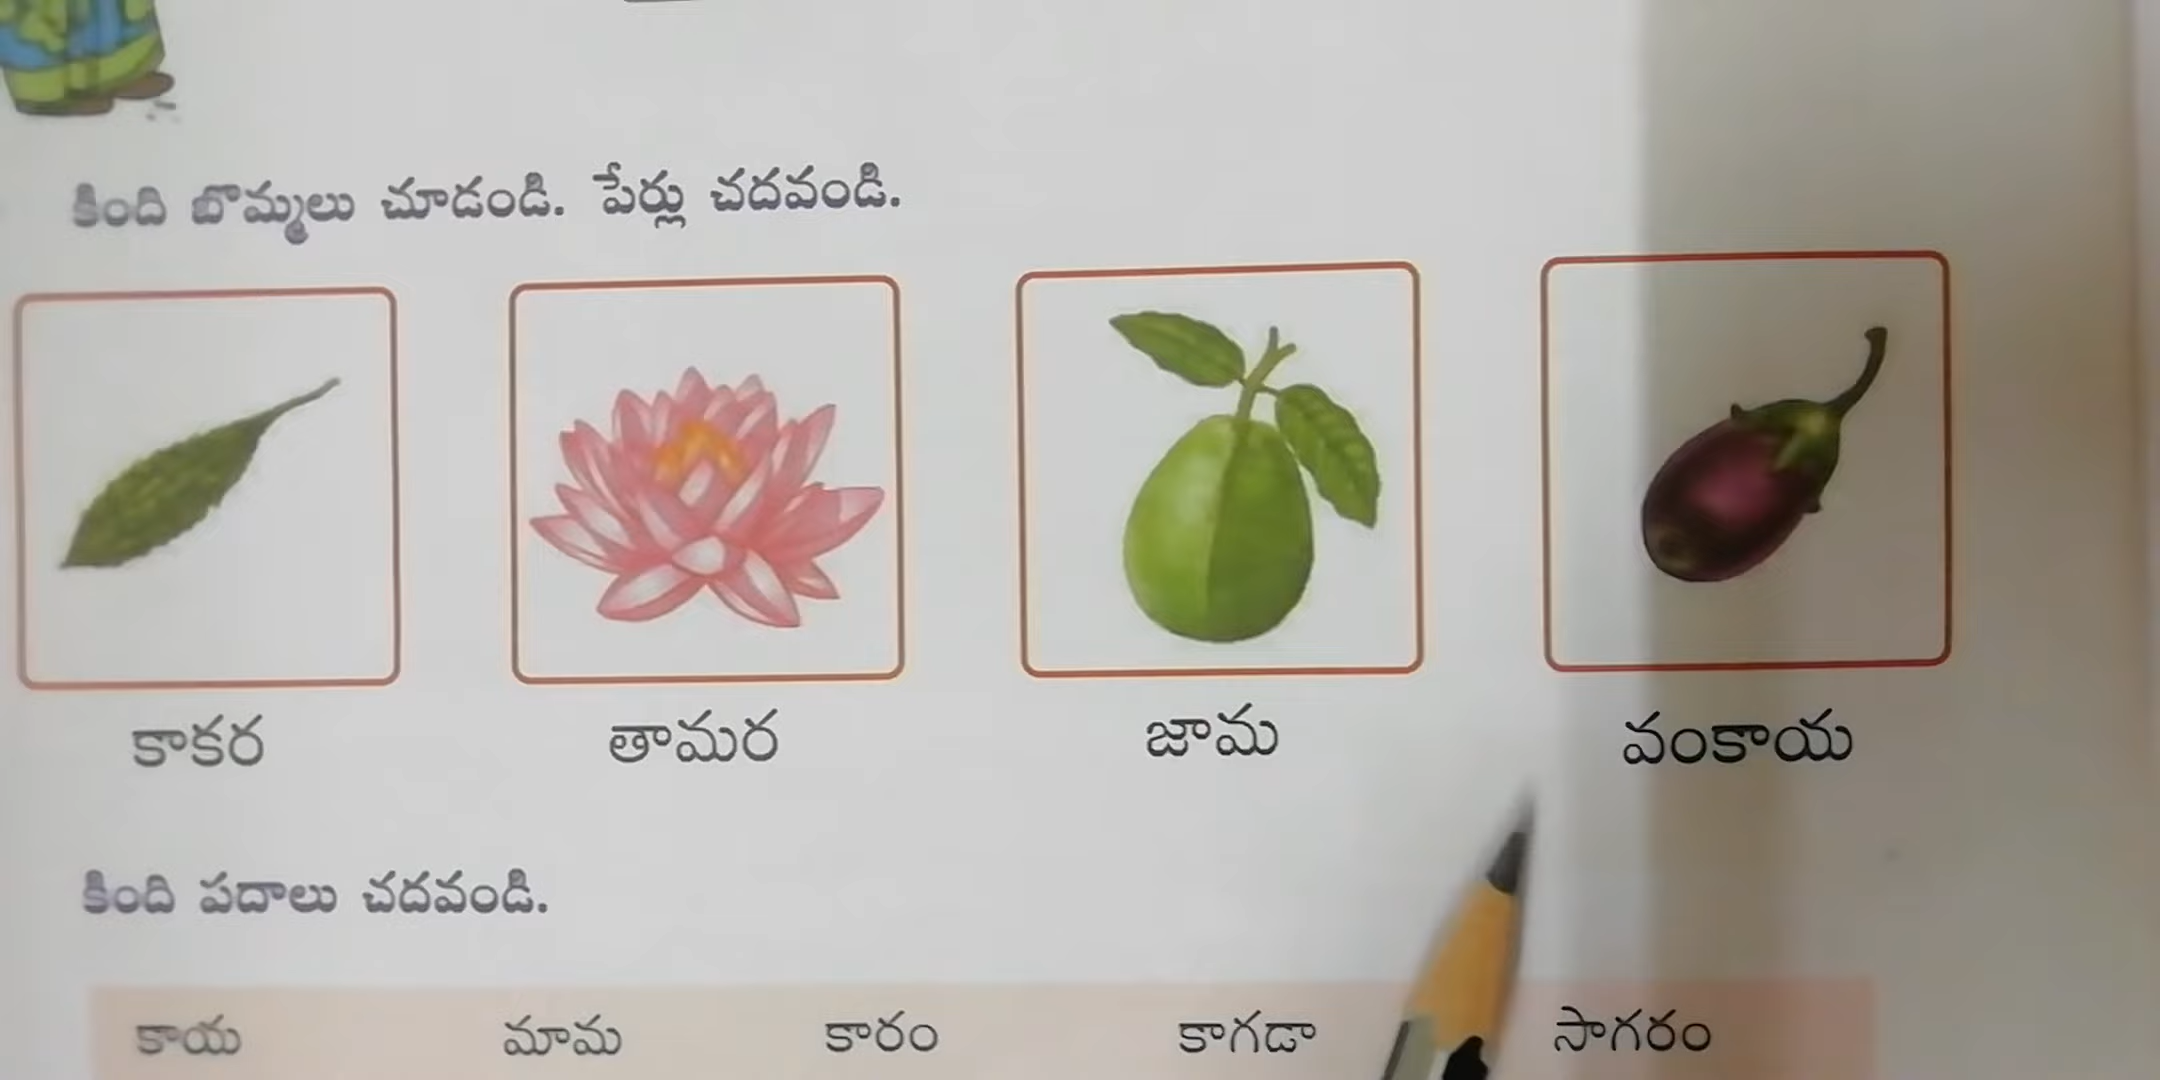 కింది బొమ్మలు చూడండి. పేర్లు చదవండి.
కాకర తామర జామ వంకాయ
కింది పదాలు చదవండి.
కాయ మామ కారం కాగడా సాగరం